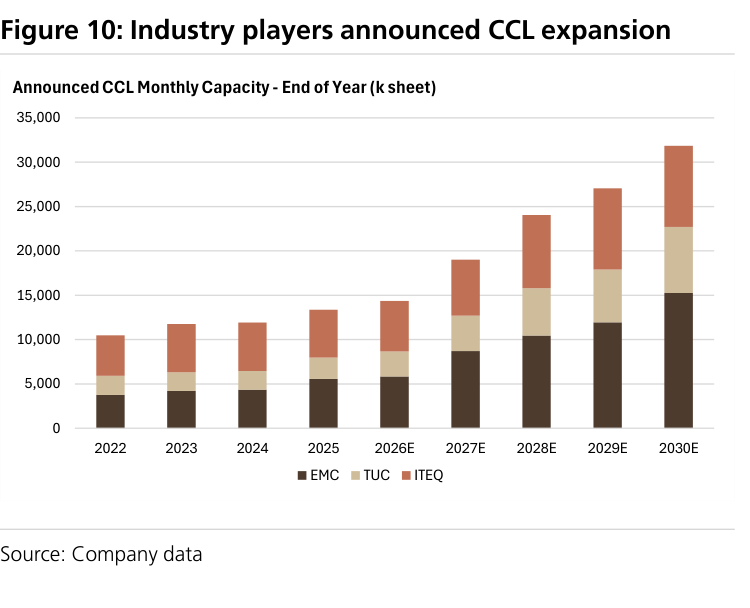 Figure 10: Industry players announced CCL expansion
Announced CCL Monthly Capacity - End of Year (k sheet)
35,000
30,000
25,000
20,000
15,000
10,000
5,000
0
2022 2023 2024 2025 2026E 2027E 2028E 2029E 2030E
EMC TUC ITEQ
Source: Company data